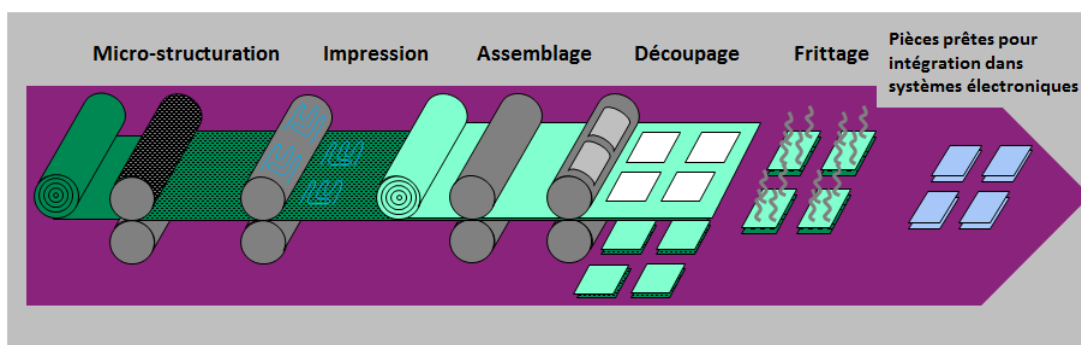 Micro-structuration
Impression
Assemblage
Découpage
Frittage
Pièces prêtes pour
intégration dans
systèmes électroniques